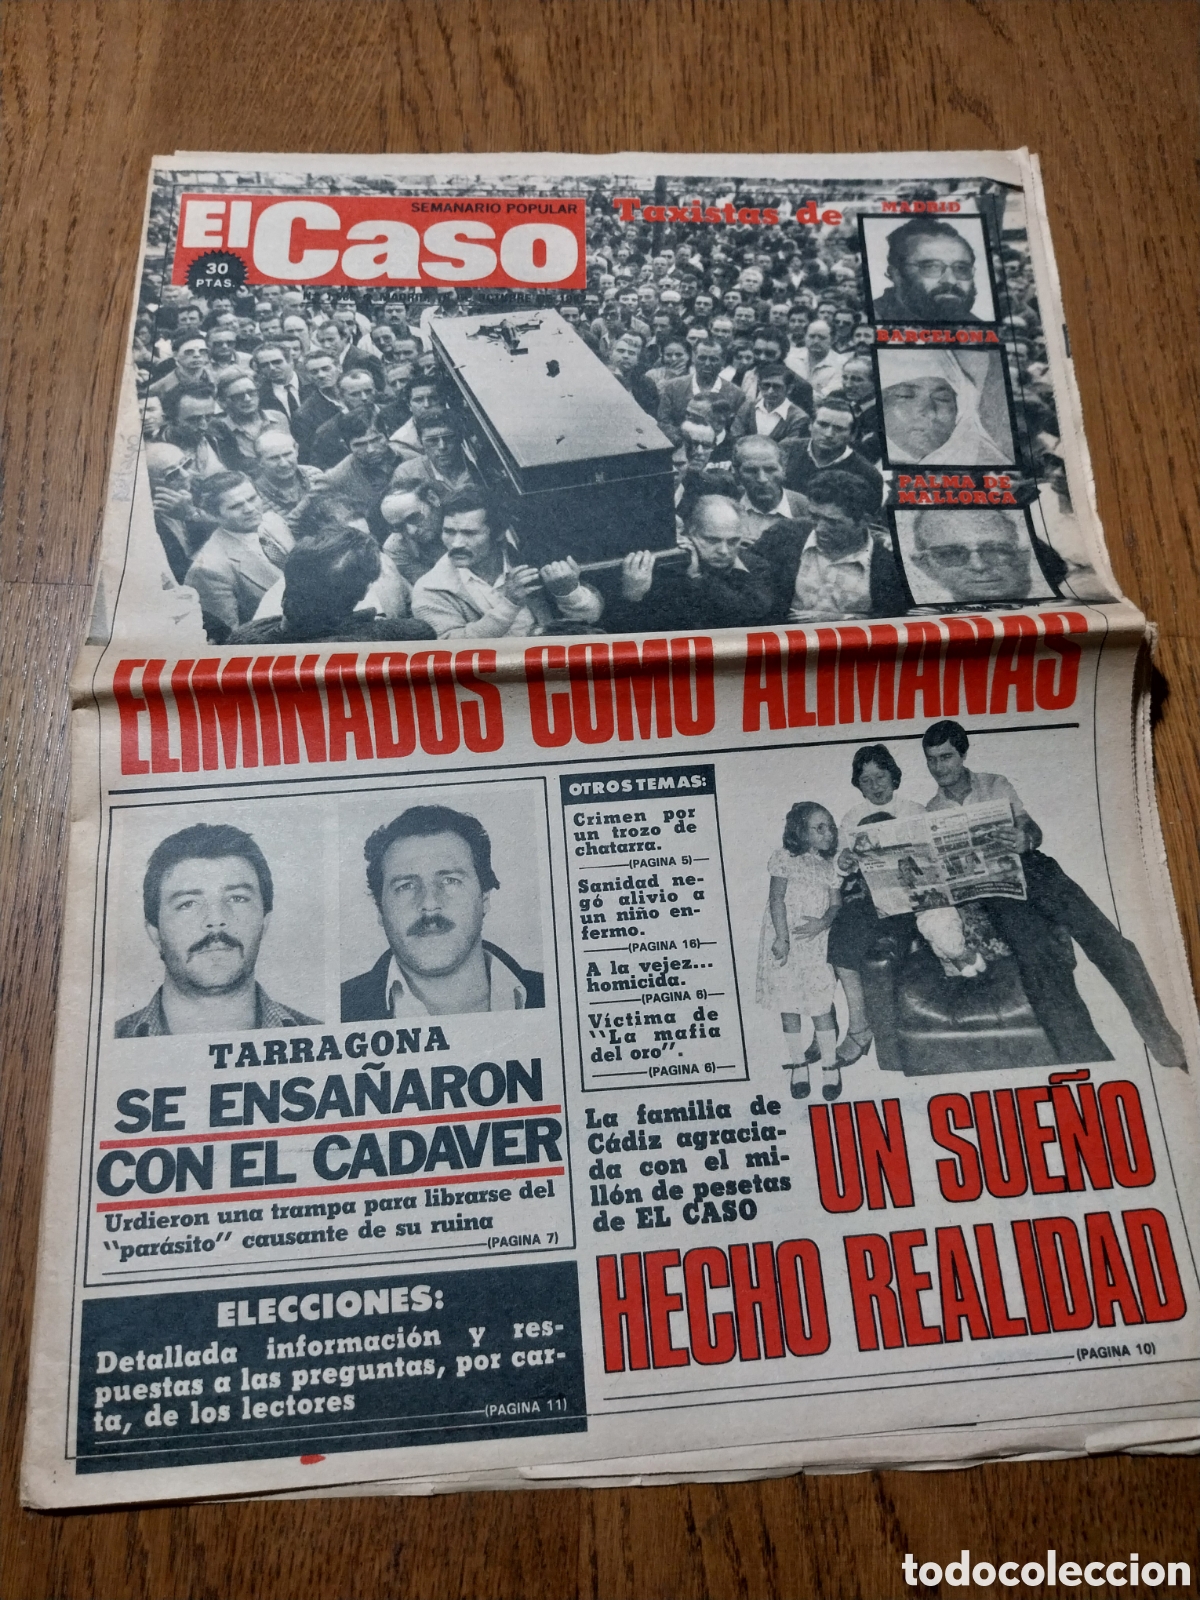 SEMANARIO POPULAR
El Caso
30
PTAS.
MADRID, OCTUBRE DE
Taxistas de
MADRID
BARCELONA
PALMA DE
MALLORCA
ELIMINADOS COMO ALIMAÑAS
TARRAGONA
SE ENSAÑARON
CON EL CADAVER
Urdieron una trampa para librarse del
"parásito" causante de su ruina
(PAGINA 7)
OTROS TEMAS:
Crimen por
un trozo de
chatarra.
(PAGINA 5)
Sanidad ne-
gó alivio a
un niño en-
fermo.
(PAGINA 16)
A la vejez...
homicida.
(PAGINA 6)
Víctima de
"La mafia
del oro".
(PAGINA 6)
La familia de
Cádiz agracia-
da con el mi-
llón de pesetas
de EL CASO
UN SUEÑO
HECHO REALIDAD
(PAGINA 10)
ELECCIONES:
Detallada información y res-
puestas a las preguntas, por car-
ta, de los lectores
(PAGINA 11)
todocoleccion